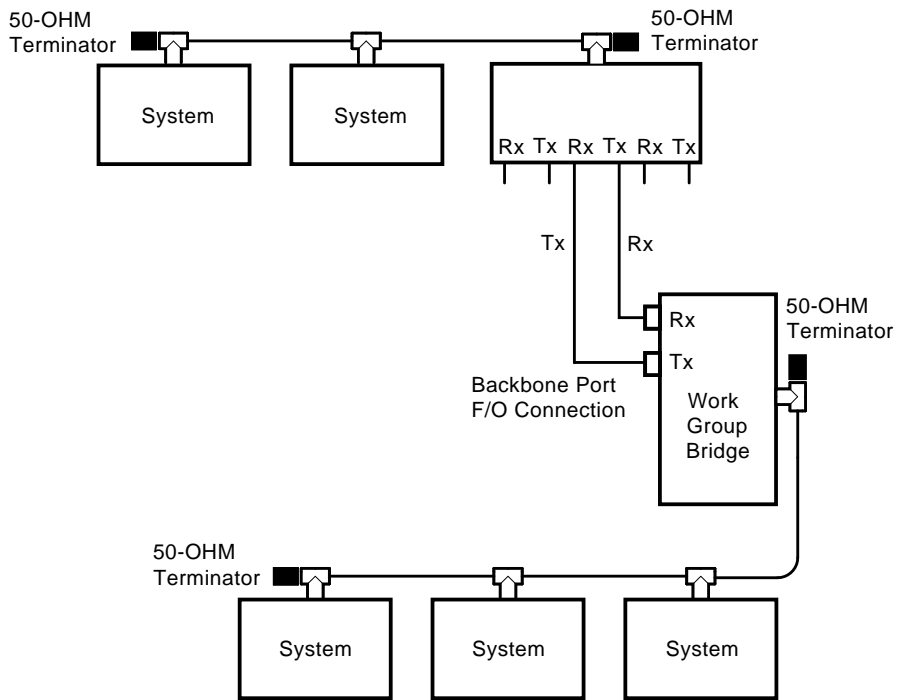 50-OHM
Terminator
50-OHM
Terminator
System
System
Rx Tx Rx Tx Rx Tx
Tx
Rx
50-OHM
Terminator
Rx
Tx
Backbone Port
F/O Connection
Work
Group
Bridge
50-OHM
Terminator
System
System
System